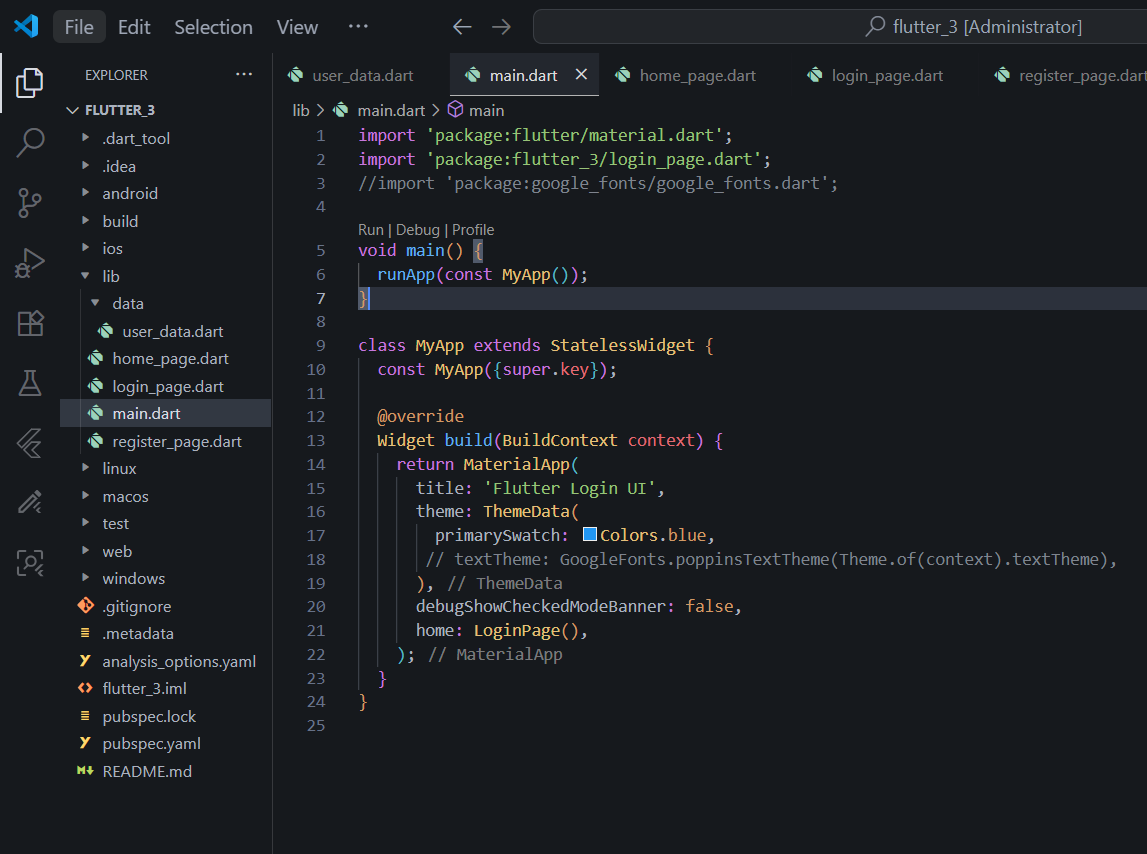 File Edit Selection View ··· flutter_3 [Administrator]
EXPLORER ···
FLUTTER_3
.dart_tool
.idea
android
build
ios
lib
data
user_data.dart
home_page.dart
login_page.dart
main.dart
register_page.dart
linux
macos
test
web
windows
.gitignore
.metadata
analysis_options.yaml
flutter_3.iml
pubspec.lock
pubspec.yaml
README.md
user_data.dart main.dart home_page.dart login_page.dart register_page.dart
lib > main.dart > main
1 import 'package:flutter/material.dart';
2 import 'package:flutter_3/login_page.dart';
3 //import 'package:google_fonts/google_fonts.dart';
4
Run | Debug | Profile
5 void main() {
6   runApp(const MyApp());
7 }
8
9 class MyApp extends StatelessWidget {
10   const MyApp({super.key});
11
12   @override
13   Widget build(BuildContext context) {
14     return MaterialApp(
15       title: 'Flutter Login UI',
16       theme: ThemeData(
17         primarySwatch: Colors.blue,
18        // textTheme: GoogleFonts.poppinsTextTheme(Theme.of(context).textTheme),
19       ), // ThemeData
20       debugShowCheckedModeBanner: false,
21       home: LoginPage(),
22     ); // MaterialApp
23   }
24 }
25